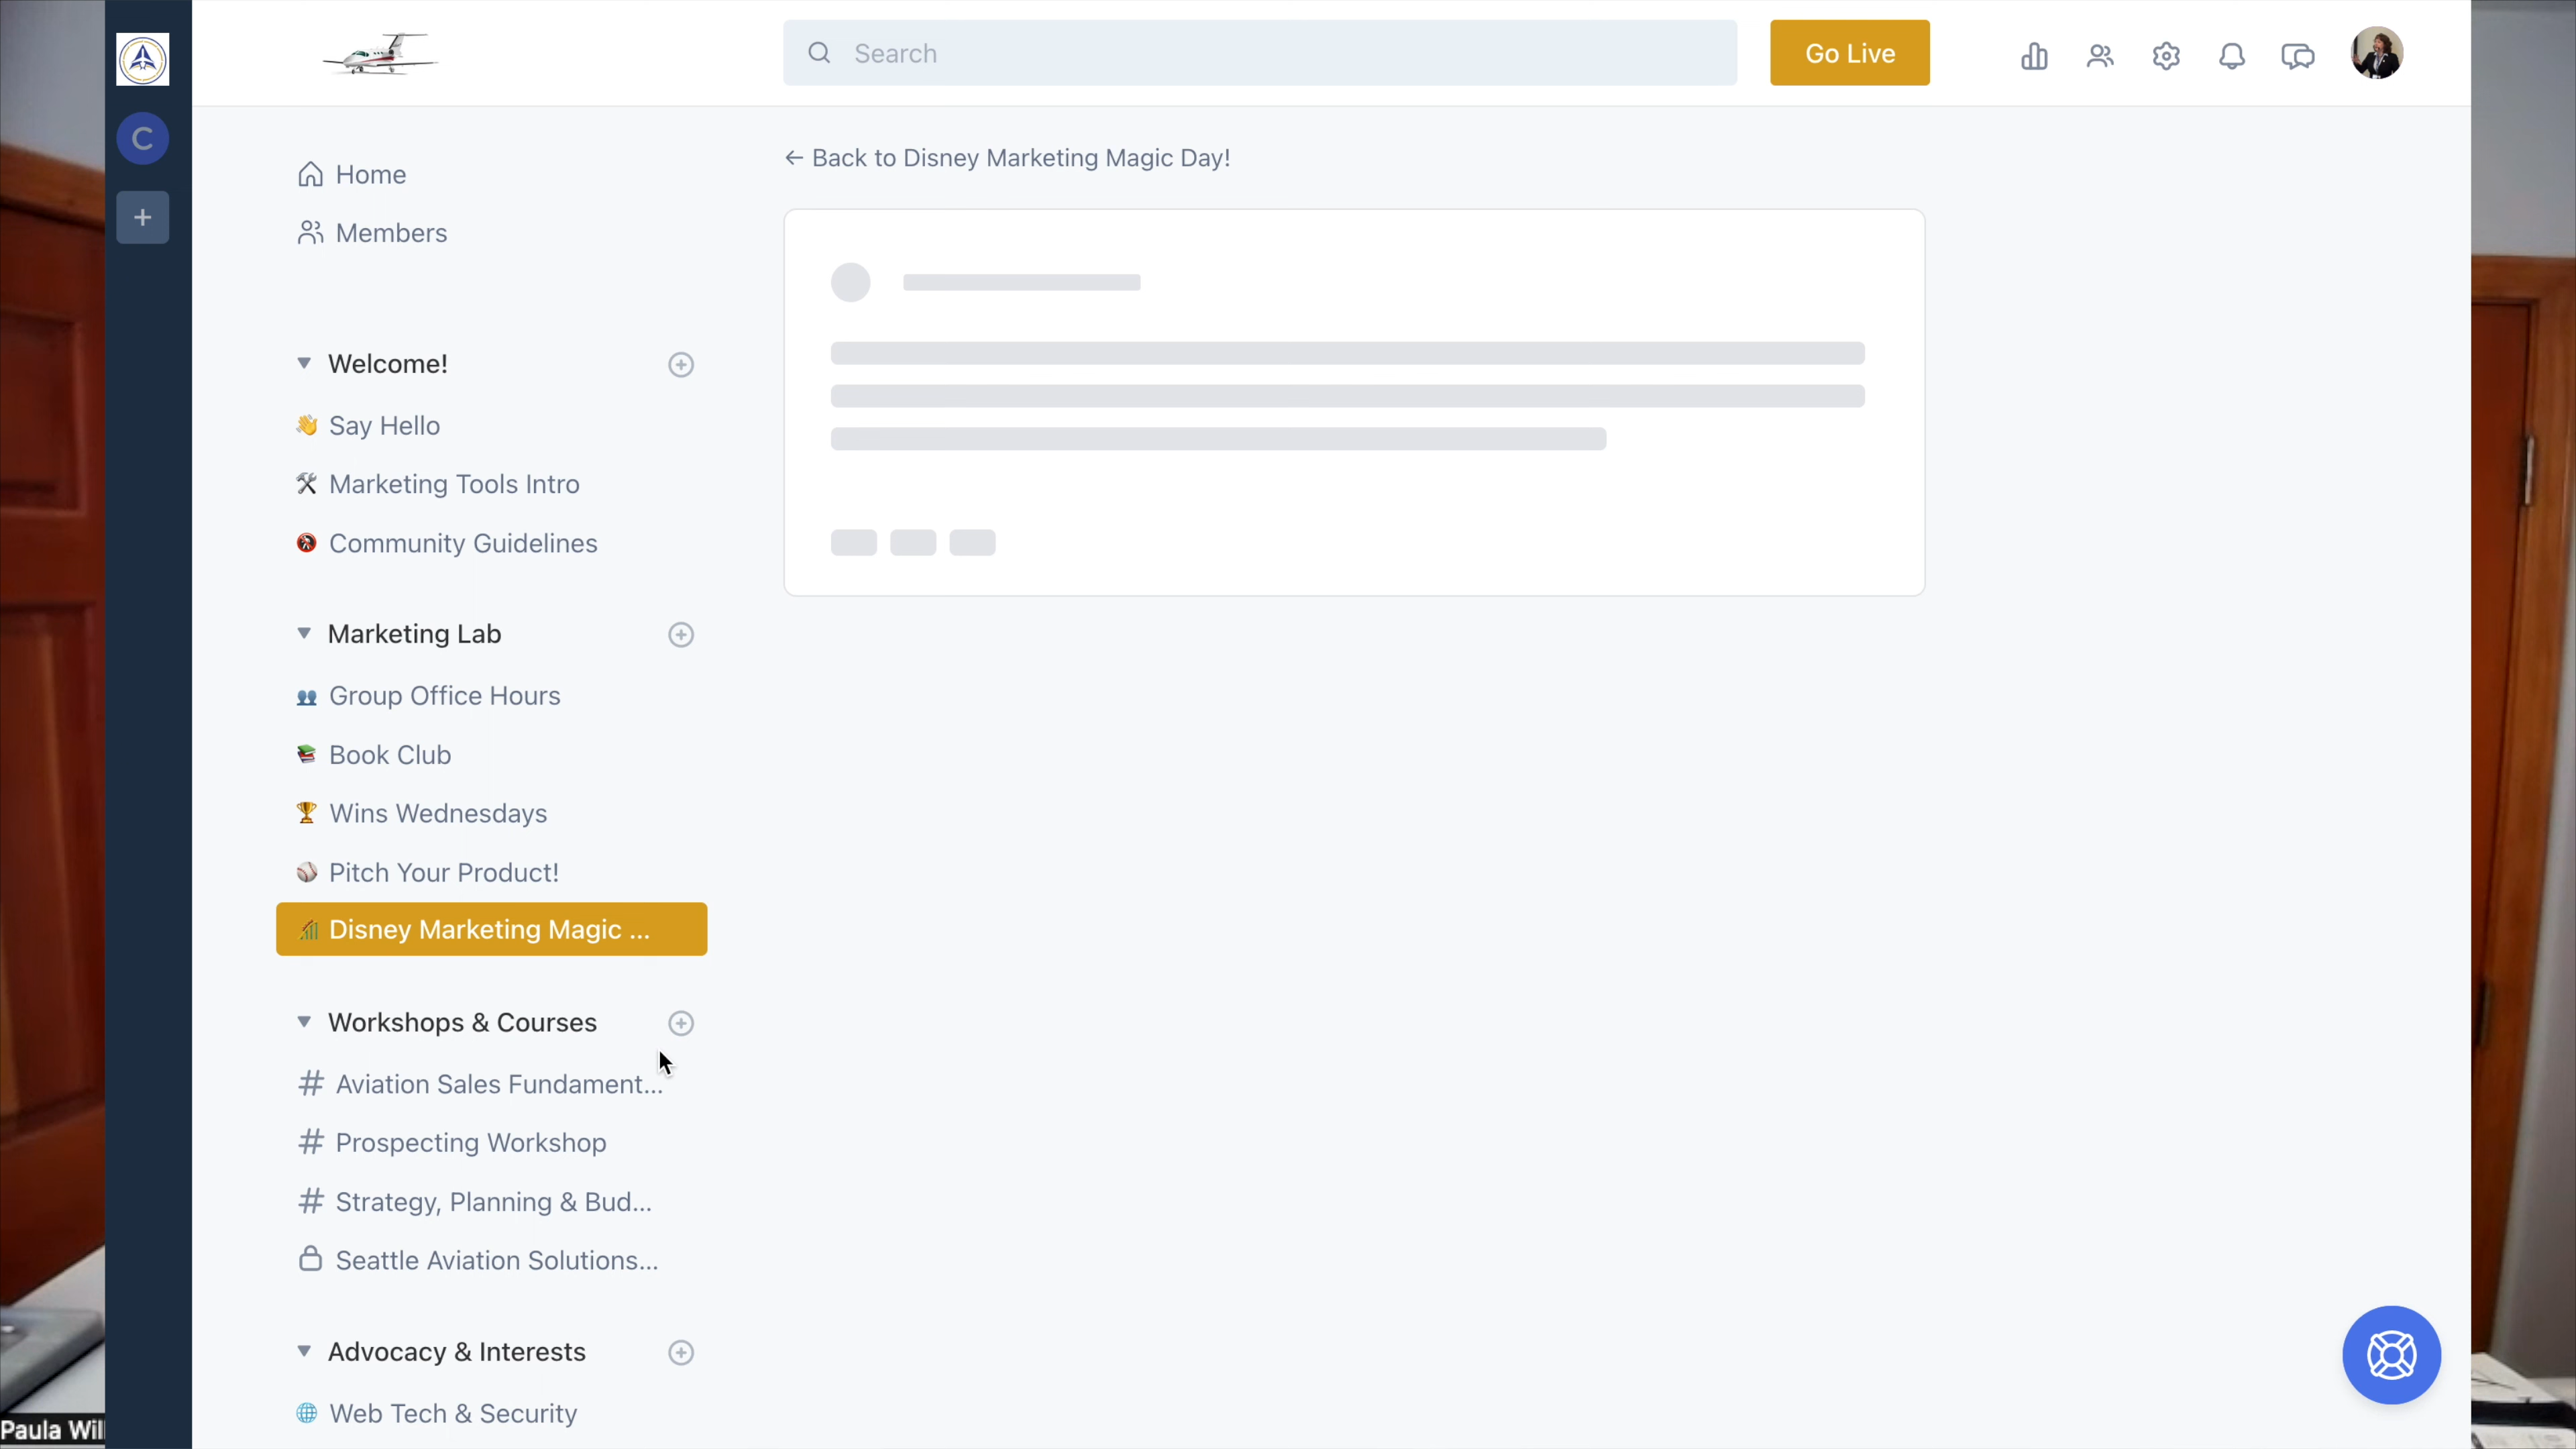 Search
Go Live
C
Home
Members
← Back to Disney Marketing Magic Day!
Welcome!
Say Hello
Marketing Tools Intro
Community Guidelines
Marketing Lab
Group Office Hours
Book Club
Wins Wednesdays
Pitch Your Product!
Disney Marketing Magic ...
Workshops & Courses
# Aviation Sales Fundament...
# Prospecting Workshop
# Strategy, Planning & Bud...
Seattle Aviation Solutions...
Advocacy & Interests
Web Tech & Security
Paula Will